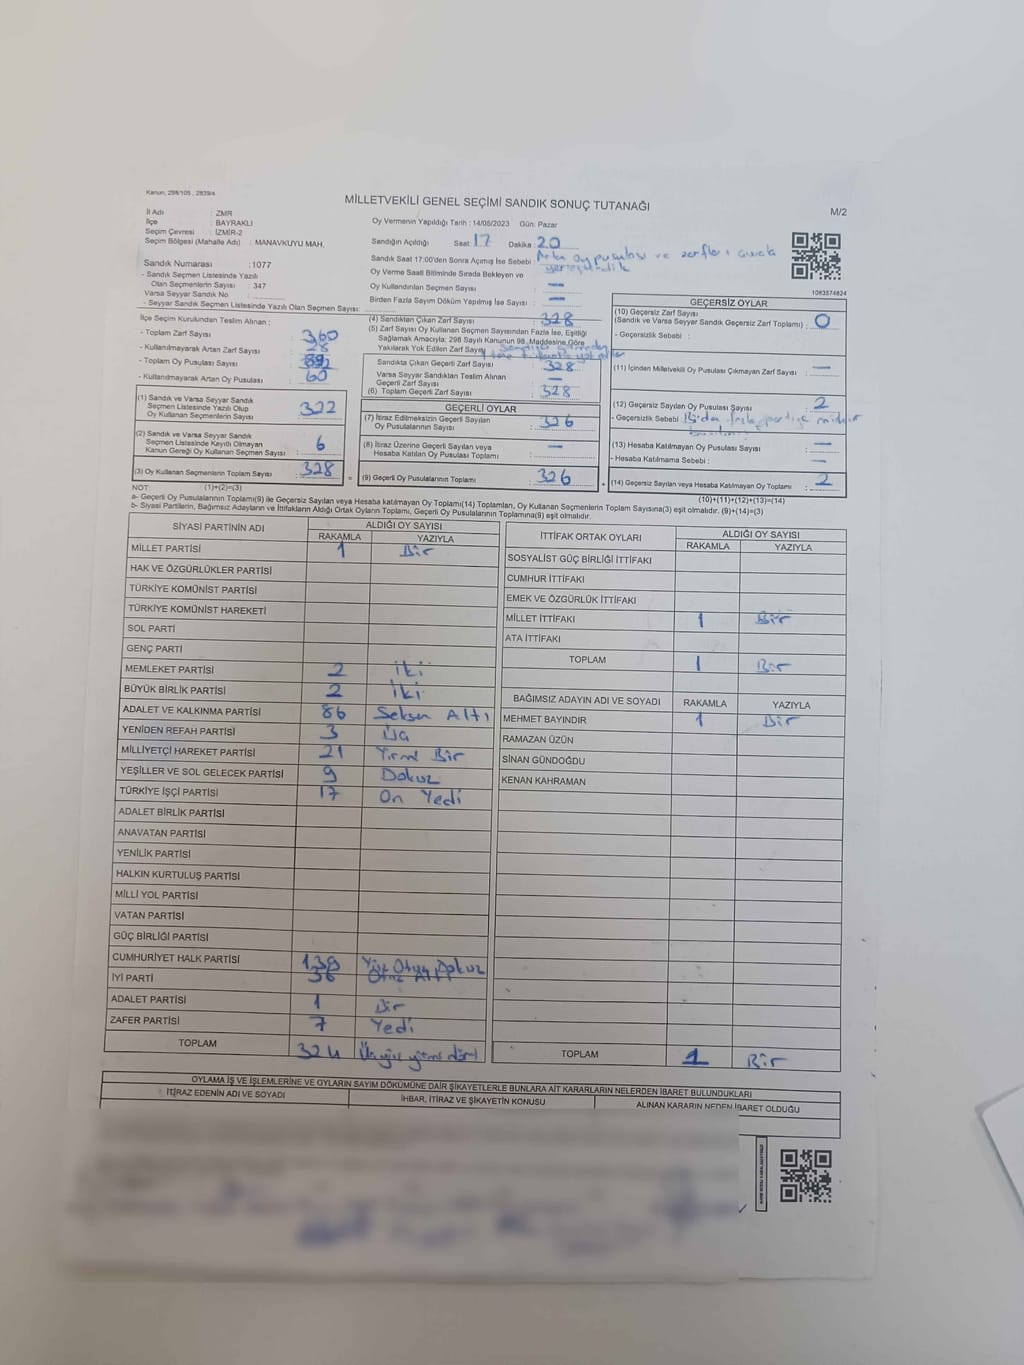 Kanun, 298/105 , 2839/4
MİLLETVEKİLİ GENEL SEÇİMİ SANDIK SONUÇ TUTANAĞI
M/2
İl Adı : ZMR
İlçe : BAYRAKLI
Seçim Çevresi : İZMİR-2
Seçim Bölgesi (Mahalle Adı) : MANAVKUYU MAH.
Oy Vermenin Yapıldığı Tarih : 14/05/2023 Gün: Pazar
Sandığın Açıldığı Saat: 17 Dakika : 20
Sandık Saat 17:00'den Sonra Açımış İse Sebebi : oy pusulası ve zarfları
Oy Verme Saati Bitiminde Sırada Bekleyen ve
Oy Kullandırılan Seçmen Sayısı : —
Birden Fazla Sayım Döküm Yapılmış İse Sayısı : —
Sandık Numarası : 1077
- Sandık Seçmen Listesinde Yazılı
Olan Seçmenlerin Sayısı : 347
Varsa Seyyar Sandık No :
- Seyyar Sandık Seçmen Listesinde Yazılı Olan Seçmen Sayısı:
1083574824
İlçe Seçim Kurulundan Teslim Alınan ;
- Toplam Zarf Sayısı : 360
- Kullanılmayarak Artan Zarf Sayısı :
- Toplam Oy Pusulası Sayısı :
- Kullanılmayarak Artan Oy Pusulası : 60
(1) Sandık ve Varsa Seyyar Sandık
Seçmen Listesinde Yazılı Olup
Oy Kullanan Seçmenlerin Sayısı : 322
(2) Sandık ve Varsa Seyyar Sandık
Seçmen Listesinde Kayıtlı Olmayan
Kanun Gereği Oy Kullanan Seçmen Sayısı : 6
(3) Oy Kullanan Seçmenlerin Toplam Sayısı : 328
(4) Sandıktan Çıkan Zarf Sayısı : 328
(5) Zarf Sayısı Oy Kullanan Seçmen Sayısından Fazla İse, Eşitliği
Sağlamak Amacıyla; 298 Sayılı Kanunun 98. Maddesine Göre
Yakılarak Yok Edilen Zarf Sayısı
Sandıkta Çıkan Geçerli Zarf Sayısı : 328
Varsa Seyyar Sandıktan Teslim Alınan
Geçerli Zarf Sayısı : —
(6) Toplam Geçerli Zarf Sayısı : 328
GEÇERLİ OYLAR
(7) İtiraz Edilmeksizin Geçerli Sayılan
Oy Pusulalarının Sayısı : 326
(8) İtiraz Üzerine Geçerli Sayılan veya
Hesaba Katılan Oy Pusulası Toplamı : —
= (9) Geçerli Oy Pusulalarının Toplamı : 326
GEÇERSİZ OYLAR
(10) Geçersiz Zarf Sayısı
(Sandık ve Varsa Seyyar Sandık Geçersiz Zarf Toplamı) : 0
- Geçersizlik Sebebi :
(11) İçinden Milletvekili Oy Pusulası Çıkmayan Zarf Sayısı : —
(12) Geçersiz Sayılan Oy Pusulası Sayısı : 2
- Geçersizlik Sebebi : partiye
(13) Hesaba Katılmayan Oy Pusulası Sayısı : —
- Hesaba Katılmama Sebebi : —
+ (14) Geçersiz Sayılan veya Hesaba Katılmayan Oy Toplamı : 2
NOT: (1)+(2)=(3)
(10)+(11)+(12)+(13)=(14)
a- Geçerli Oy Pusulalarının Toplamı(9) ile Geçersiz Sayılan veya Hesaba katılmayan Oy Toplamı(14) Toplamları, Oy Kullanan Seçmenlerin Toplam Sayısına(3) eşit olmalıdır. (9)+(14)=(3)
b- Siyasi Partilerin, Bağımsız Adayların ve İttifakların Aldığı Ortak Oyların Toplamı, Geçerli Oy Pusulalarının Toplamına(9) eşit olmalıdır.
SİYASİ PARTİNİN ADI ALDIĞI OY SAYISI
RAKAMLA YAZIYLA
MİLLET PARTİSİ 1 Bir
HAK VE ÖZGÜRLÜKLER PARTİSİ
TÜRKİYE KOMÜNİST PARTİSİ
TÜRKİYE KOMÜNİST HAREKETİ
SOL PARTİ
GENÇ PARTİ
MEMLEKET PARTİSİ 2 İki
BÜYÜK BİRLİK PARTİSİ 2 İki
ADALET VE KALKINMA PARTİSİ 86 Seksen Altı
YENİDEN REFAH PARTİSİ 3 Üç
MİLLİYETÇİ HAREKET PARTİSİ 21 Yirmi Bir
YEŞİLLER VE SOL GELECEK PARTİSİ 9 Dokuz
TÜRKİYE İŞÇİ PARTİSİ 17 On Yedi
ADALET BİRLİK PARTİSİ
ANAVATAN PARTİSİ
YENİLİK PARTİSİ
HALKIN KURTULUŞ PARTİSİ
MİLLİ YOL PARTİSİ
VATAN PARTİSİ
GÜÇ BİRLİĞİ PARTİSİ
CUMHURİYET HALK PARTİSİ 139 Yüz Otuz Dokuz
İYİ PARTİ 36 Otuz Altı
ADALET PARTİSİ 1 Bir
ZAFER PARTİSİ 7 Yedi
TOPLAM 324 Üçyüz yirmi dört
İTTİFAK ORTAK OYLARI ALDIĞI OY SAYISI
RAKAMLA YAZIYLA
SOSYALİST GÜÇ BİRLİĞİ İTTİFAKI
CUMHUR İTTİFAKI
EMEK VE ÖZGÜRLÜK İTTİFAKI
MİLLET İTTİFAKI 1 Bir
ATA İTTİFAKI
TOPLAM 1 Bir
BAĞIMSIZ ADAYIN ADI VE SOYADI RAKAMLA YAZIYLA
MEHMET BAYINDIR 1 Bir
RAMAZAN ÜZÜN
SİNAN GÜNDOĞDU
KENAN KAHRAMAN
TOPLAM 1 Bir
OYLAMA İŞ VE İŞLEMLERİNE VE OYLARIN SAYIM DÖKÜMÜNE DAİR ŞİKAYETLERLE BUNLARA AİT KARARLARIN NELERDEN İBARET BULUNDUKLARI
İTİRAZ EDENİN ADI VE SOYADI İHBAR, İTİRAZ VE ŞİKAYETİN KONUSU ALINAN KARARIN NEDEN İBARET OLDUĞU